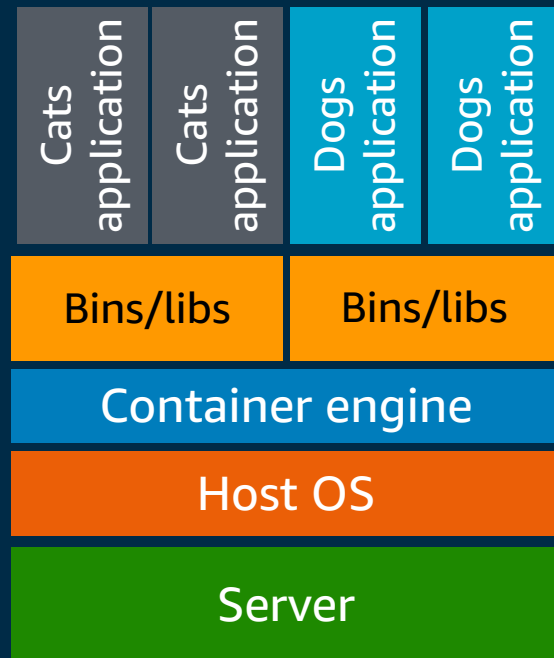 Cats
application
Cats
application
Dogs
application
Dogs
application
Bins/libs
Bins/libs
Container engine
Host OS
Server